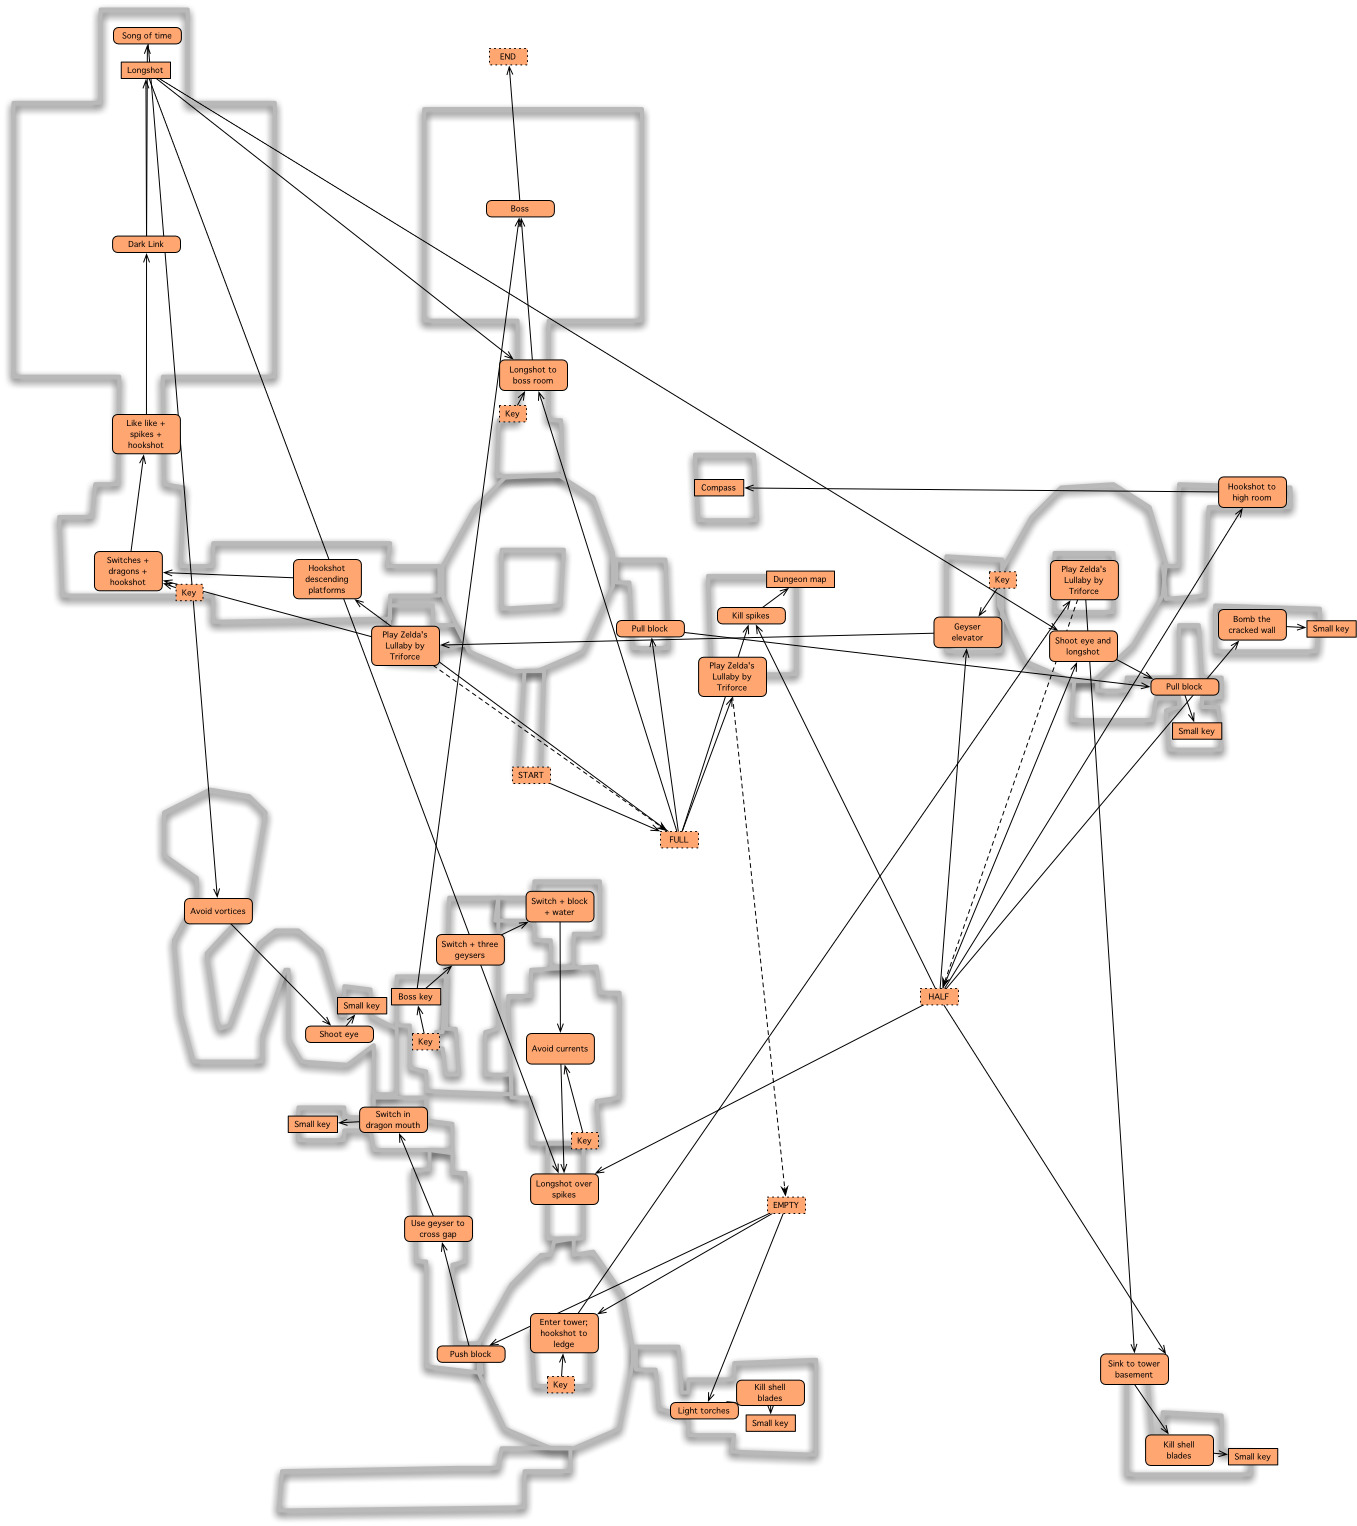 Song of time
Longshot
END
Boss
Dark Link
Longshot to
boss room
Key
Like like +
spikes +
hookshot
Compass
Hookshot to
high room
Switches +
dragons +
hookshot
Key
Hookshot
descending
platforms
Dungeon map
Key
Play Zelda's
Lullaby by
Triforce
Kill spikes
Pull block
Geyser
elevator
Bomb the
cracked wall
Small key
Play Zelda's
Lullaby by
Triforce
Shoot eye and
longshot
Play Zelda's
Lullaby by
Triforce
Pull block
Small key
START
FULL
Avoid vortices
Switch + block
+ water
Switch + three
geysers
Boss key
HALF
Small key
Shoot eye
Key
Avoid currents
Switch in
dragon mouth
Small key
Key
Longshot over
spikes
EMPTY
Use geyser to
cross gap
Enter tower;
hookshot to
ledge
Push block
Key
Sink to tower
basement
Kill shell
blades
Light torches
Small key
Kill shell
blades
Small key